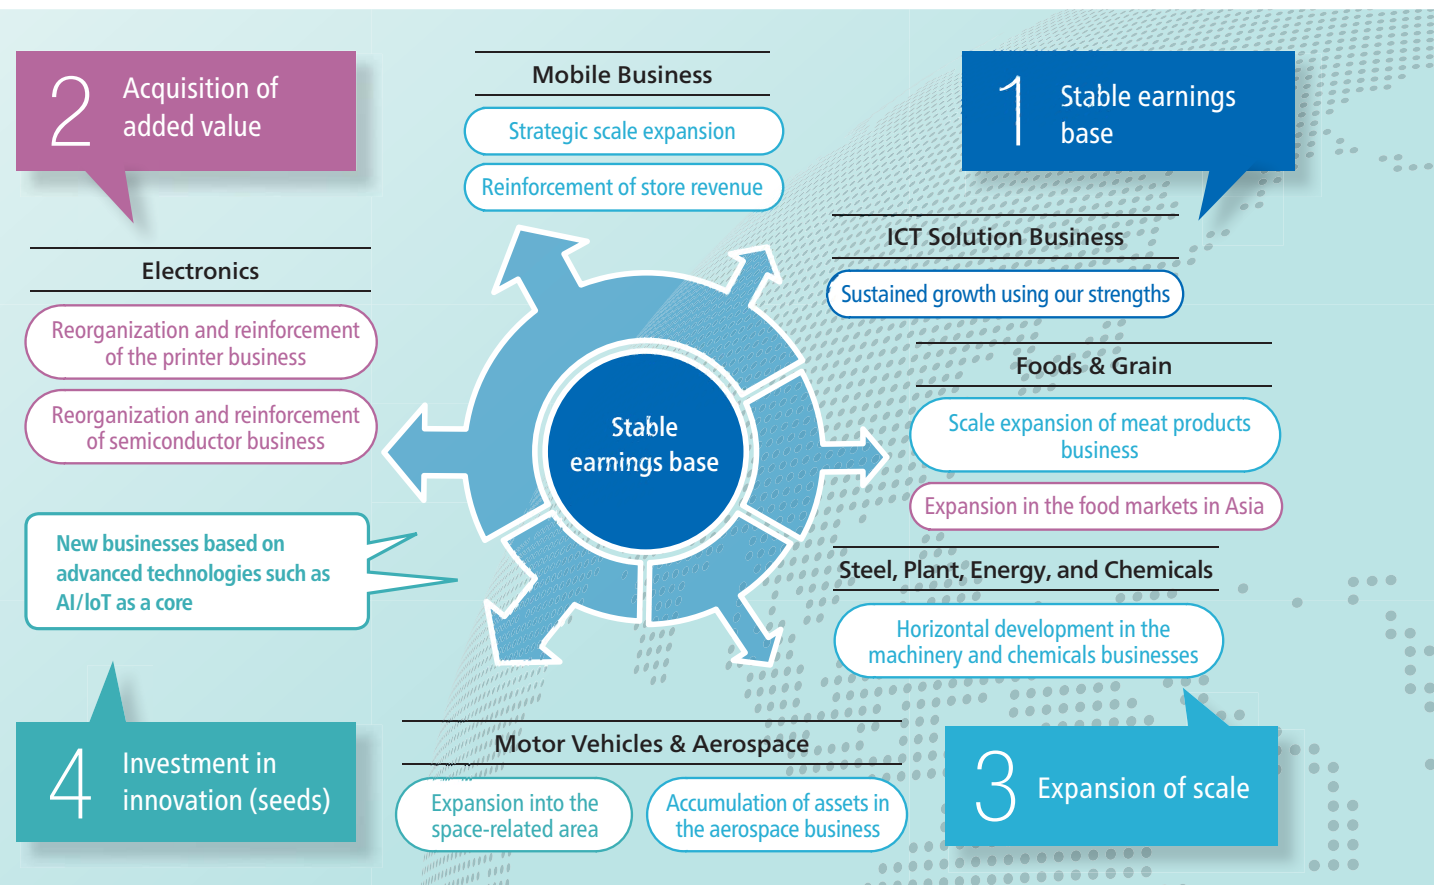 2
Acquisition of
added value
Mobile Business
Strategic scale expansion
Reinforcement of store revenue
1
Stable earnings
base
ICT Solution Business
Sustained growth using our strengths
Electronics
Reorganization and reinforcement
of the printer business
Reorganization and reinforcement
of semiconductor business
Stable
earnings base
Foods & Grain
Scale expansion of meat products
business
Expansion in the food markets in Asia
New businesses based on
advanced technologies such as
AI/IoT as a core
Steel, Plant, Energy, and Chemicals
Horizontal development in the
machinery and chemicals businesses
4
Investment in
innovation (seeds)
Motor Vehicles & Aerospace
Expansion into the
space-related area
Accumulation of assets in
the aerospace business
3
Expansion of scale